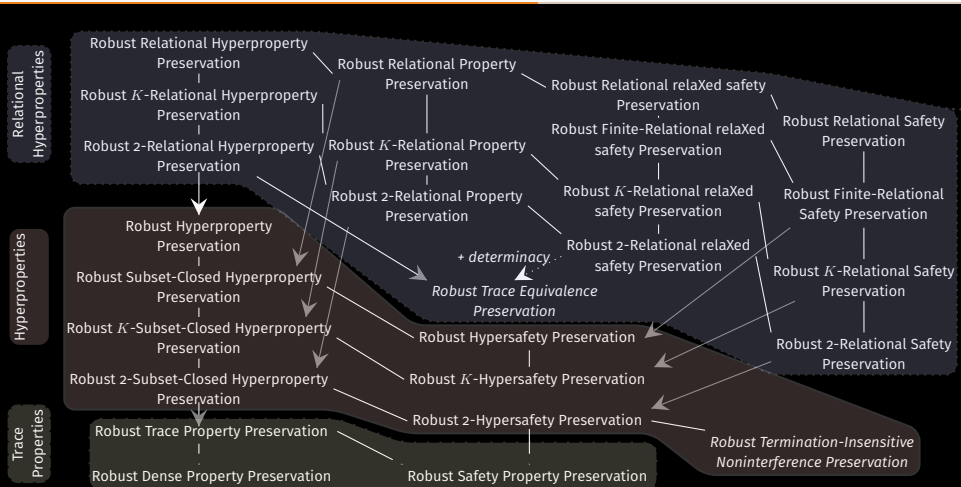 Relational
Hyperproperties
Robust Relational Hyperproperty
Preservation
Robust K-Relational Hyperproperty
Preservation
Robust 2-Relational Hyperproperty
Preservation
Robust Relational Property
Preservation
Robust K-Relational Property
Preservation
Robust 2-Relational Property
Preservation
Robust Relational relaXed safety
Preservation
Robust Finite-Relational relaXed
safety Preservation
Robust K-Relational relaXed
safety Preservation
Robust 2-Relational relaXed
safety Preservation
Robust Relational Safety
Preservation
Robust Finite-Relational
Safety Preservation
Robust K-Relational Safety
Preservation
Robust 2-Relational Safety
Preservation
+ determinacy
Robust Trace Equivalence
Preservation
Hyperproperties
Robust Hyperproperty
Preservation
Robust Subset-Closed Hyperproperty
Preservation
Robust K-Subset-Closed Hyperproperty
Preservation
Robust 2-Subset-Closed Hyperproperty
Preservation
Robust Hypersafety Preservation
Robust K-Hypersafety Preservation
Robust 2-Hypersafety Preservation
Robust Termination-Insensitive
Noninterference Preservation
Trace
Properties
Robust Trace Property Preservation
Robust Dense Property Preservation
Robust Safety Property Preservation